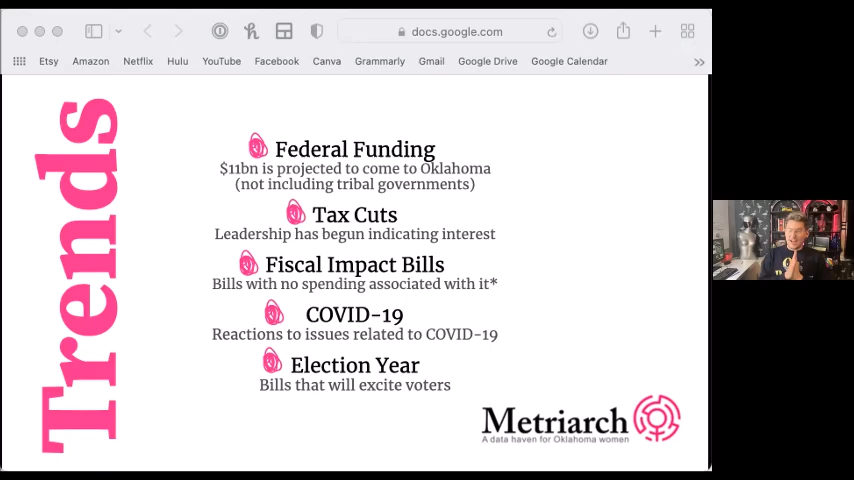 docs.google.com
Etsy Amazon Netflix Hulu YouTube Facebook Canva Grammarly Gmail Google Drive Google Calendar
Trends
Federal Funding
$11bn is projected to come to Oklahoma
(not including tribal governments)
Tax Cuts
Leadership has begun indicating interest
Fiscal Impact Bills
Bills with no spending associated with it*
COVID-19
Reactions to issues related to COVID-19
Election Year
Bills that will excite voters
Metriarch
A data haven for Oklahoma women